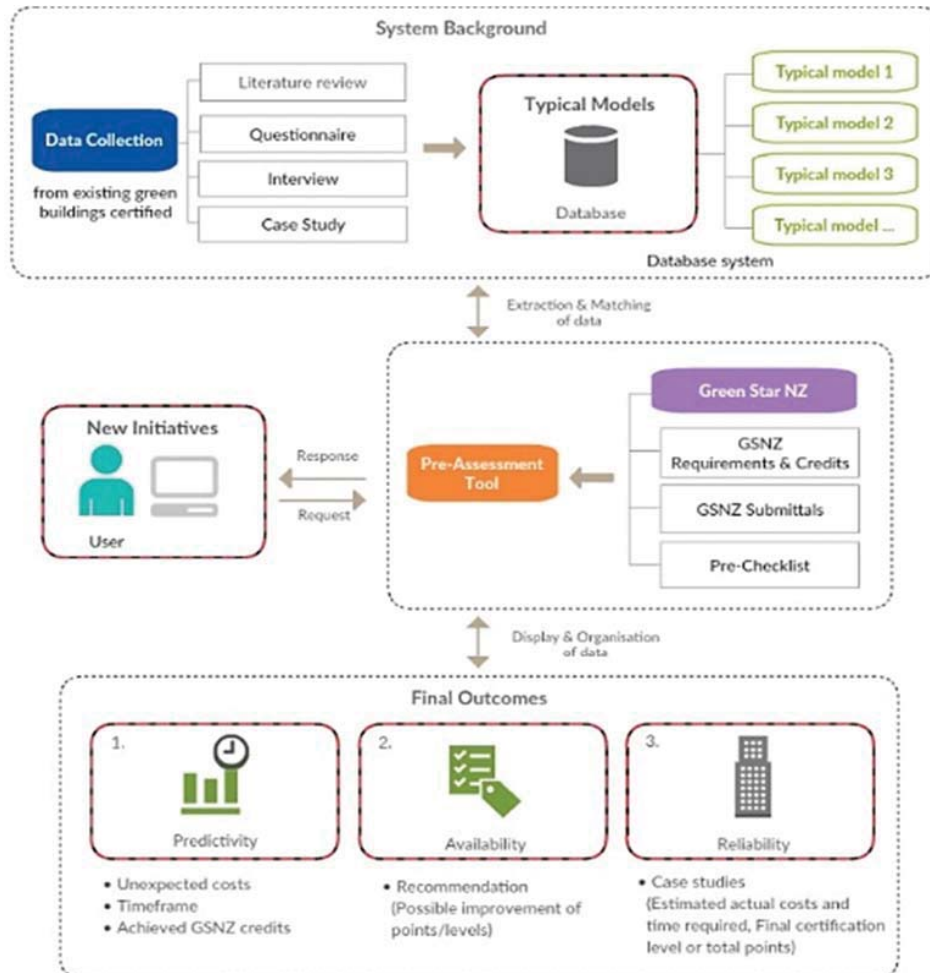 System Background
Data Collection
from existing green
buildings certified
Literature review
Questionnaire
Interview
Case Study
Typical Models
Database
Typical model 1
Typical model 2
Typical model 3
Typical model ...
Database system
Extraction & Matching
of data
New Initiatives
User
Response
Request
Pre-Assessment
Tool
Green Star NZ
GSNZ
Requirements & Credits
GSNZ Submittals
Pre-Checklist
Display & Organisation
of data
Final Outcomes
1.
Predictivity
• Unexpected costs
• Timeframe
• Achieved GSNZ credits
2.
Availability
• Recommendation
(Possible improvement of
points/levels)
3.
Reliability
• Case studies
(Estimated actual costs and
time required, Final certification
level or total points)